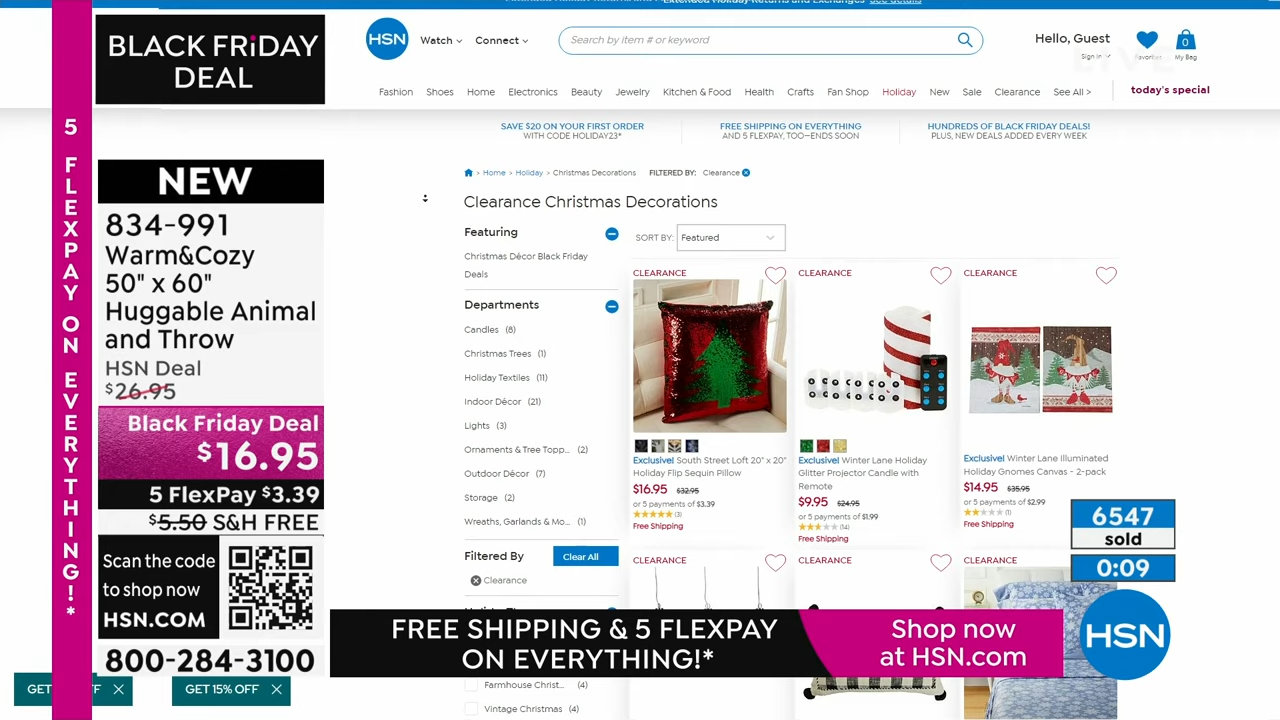 Extended Holiday Returns and Exchanges See details
BLACK FRiDAY
DEAL
HSN
Watch
Connect
Search by item # or keyword
Hello, Guest
Sign In
Favorites
0
My Bag
LIVE
Fashion
Shoes
Home
Electronics
Beauty
Jewelry
Kitchen & Food
Health
Crafts
Fan Shop
Holiday
New
Sale
Clearance
See All >
today's special
5 FLEXPAY ON EVERYTHING!*
SAVE $20 ON YOUR FIRST ORDER
WITH CODE HOLIDAY23*
FREE SHIPPING ON EVERYTHING
AND 5 FLEXPAY, TOO—ENDS SOON
HUNDREDS OF BLACK FRIDAY DEALS!
PLUS, NEW DEALS ADDED EVERY WEEK
NEW
834-991
Warm&Cozy
50" x 60"
Huggable Animal
and Throw
HSN Deal
$26.95
Black Friday Deal
$16.95
5 FlexPay $3.39
$5.50 S&H FREE
Scan the code
to shop now
HSN.COM
800-284-3100
GET 15% OFF
> Home > Holiday > Christmas Decorations
FILTERED BY: Clearance
Clearance Christmas Decorations
Featuring
Christmas Décor Black Friday
Deals
Departments
Candles (8)
Christmas Trees (1)
Holiday Textiles (11)
Indoor Décor (21)
Lights (3)
Ornaments & Tree Topp... (2)
Outdoor Décor (7)
Storage (2)
Wreaths, Garlands & Mo... (1)
Filtered By
Clear All
Clearance
Farmhouse Christ... (4)
Vintage Christmas (4)
SORT BY: Featured
CLEARANCE
Exclusive! South Street Loft 20" x 20"
Holiday Flip Sequin Pillow
$16.95 $32.95
or 5 payments of $3.39
(3)
Free Shipping
CLEARANCE
Exclusive! Winter Lane Holiday
Glitter Projector Candle with
Remote
$9.95 $24.95
or 5 payments of $1.99
(14)
Free Shipping
CLEARANCE
Exclusive! Winter Lane Illuminated
Holiday Gnomes Canvas - 2-pack
$14.95 $35.95
or 5 payments of $2.99
(1)
Free Shipping
CLEARANCE
CLEARANCE
6547
sold
0:09
FREE SHIPPING & 5 FLEXPAY
ON EVERYTHING!*
Shop now
at HSN.com
HSN